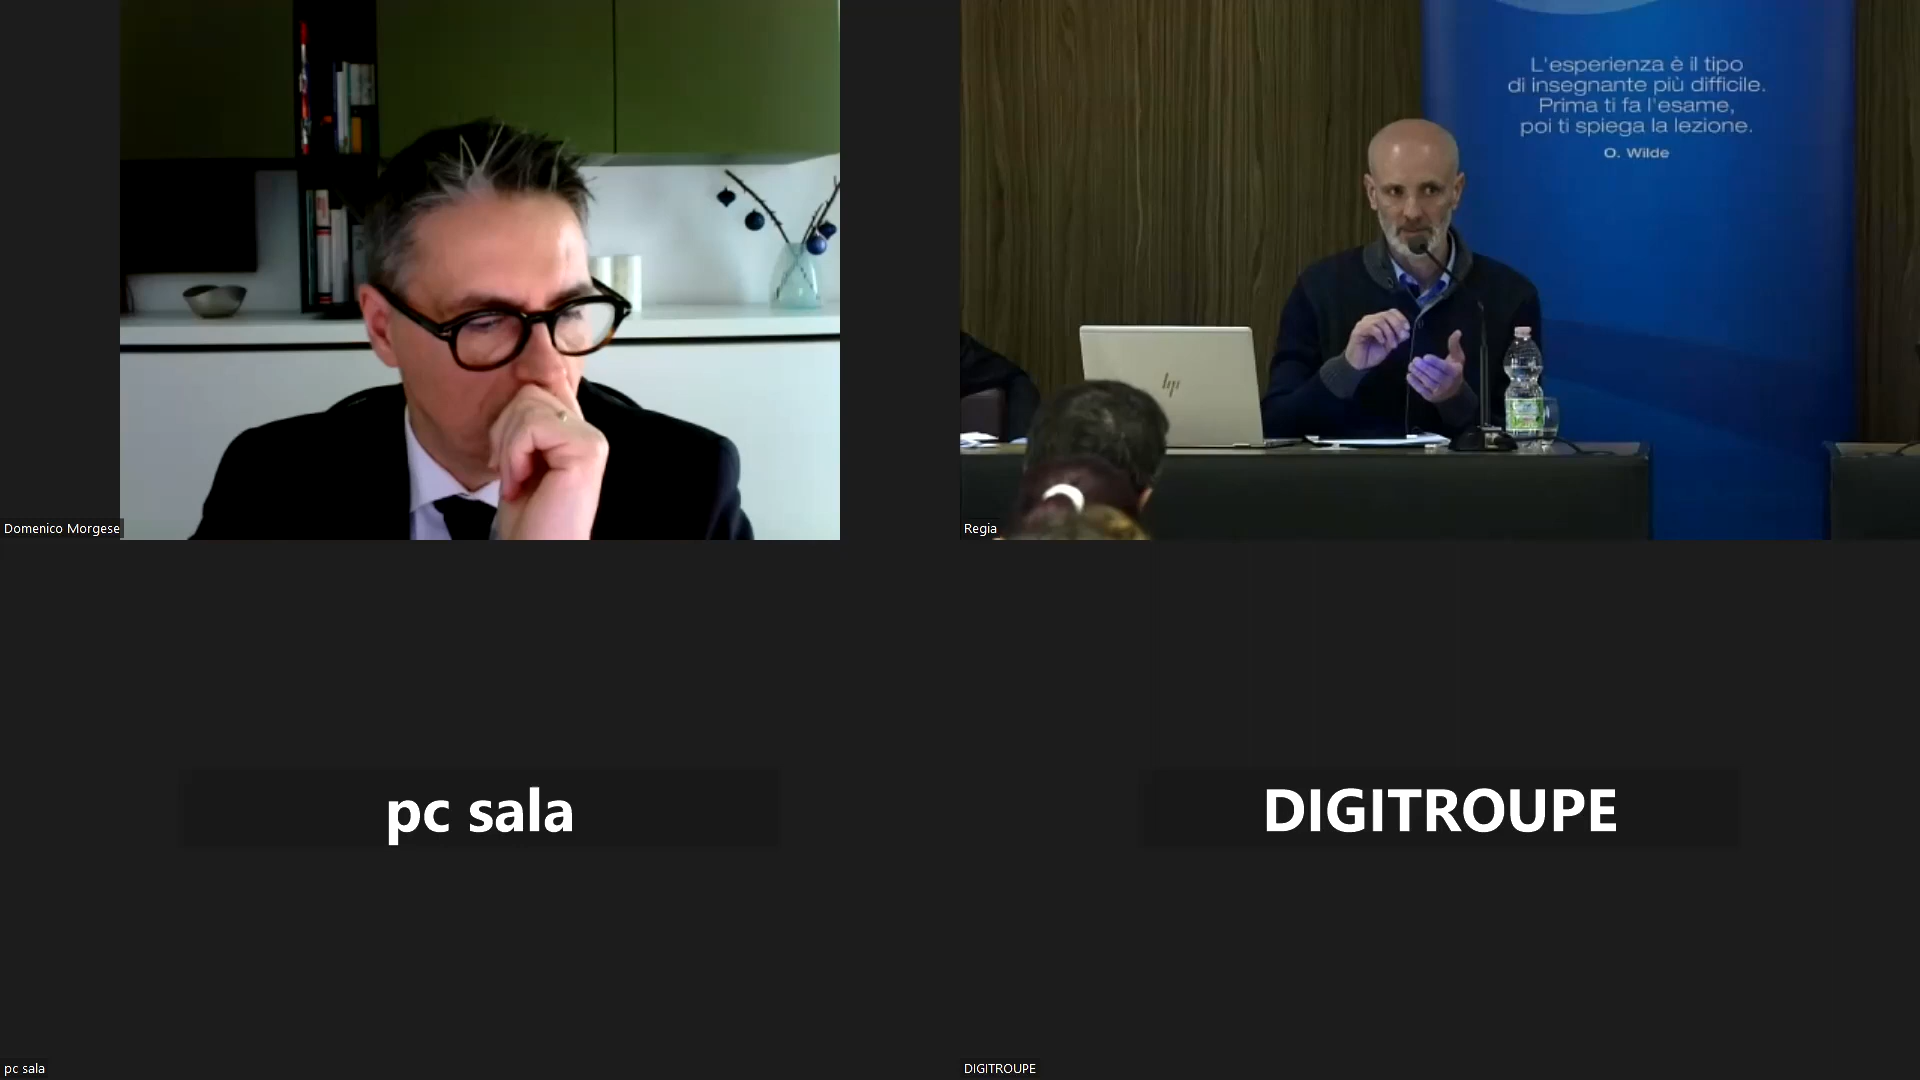 L'esperienza è il tipo
di insegnante più difficile.
Prima ti fa l'esame,
poi ti spiega la lezione.
O. Wilde
hp
Domenico Morgese
Regia
pc sala
DIGITROUPE
pc sala
DIGITROUPE